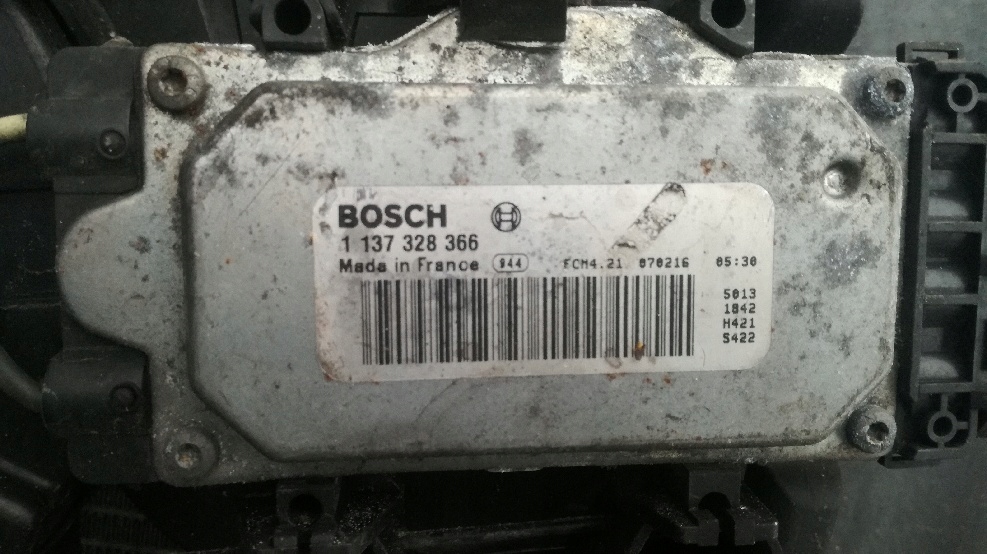 BOSCH
1 137 328 366
Made in France 944 FCM4.21 070216 05:30
5013
1842
H421
S422